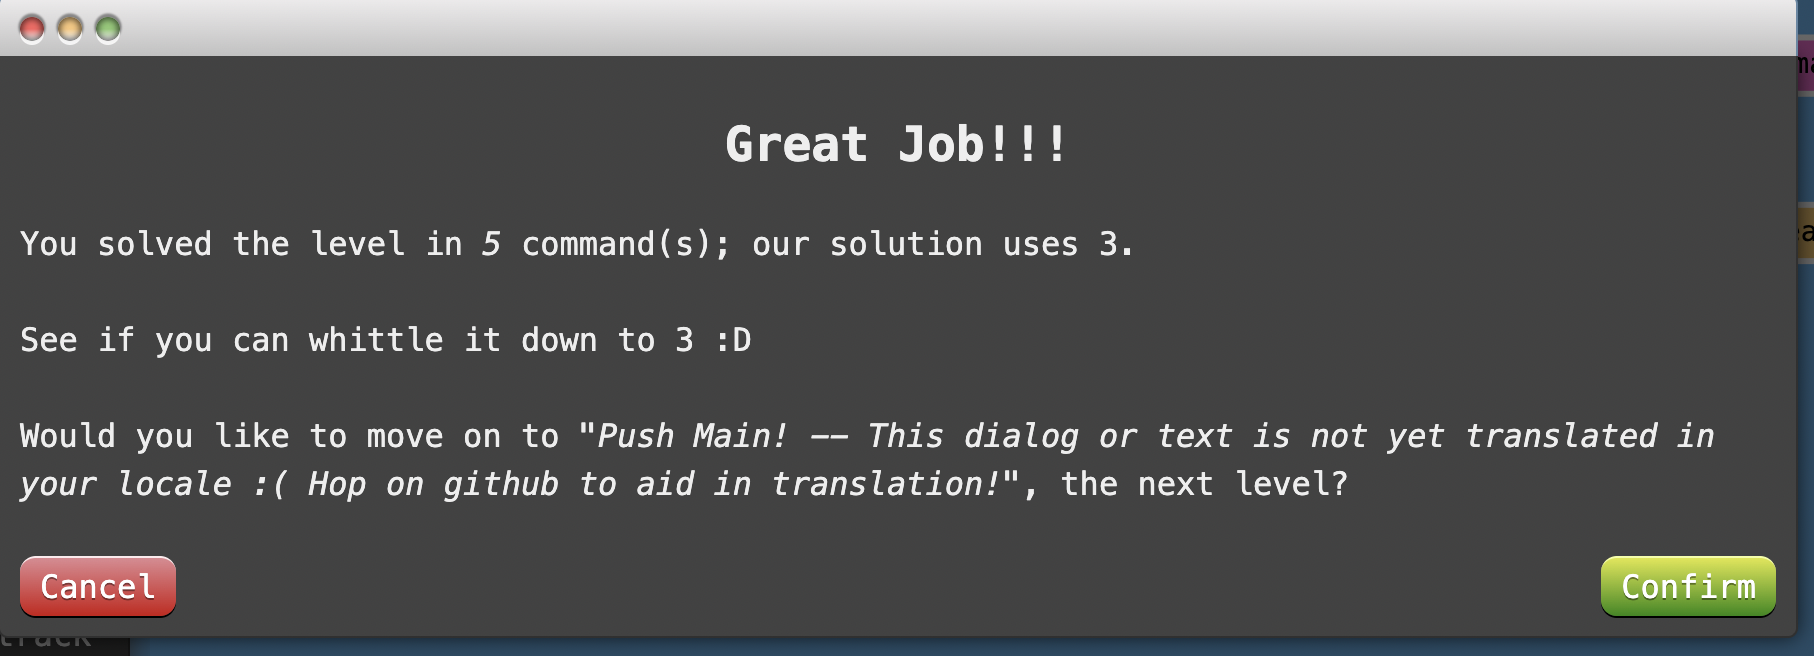 Great Job!!!
You solved the level in 5 command(s); our solution uses 3.
See if you can whittle it down to 3 :D
Would you like to move on to "Push Main! -- This dialog or text is not yet translated in
your locale :( Hop on github to aid in translation!", the next level?
Cancel
Confirm
track